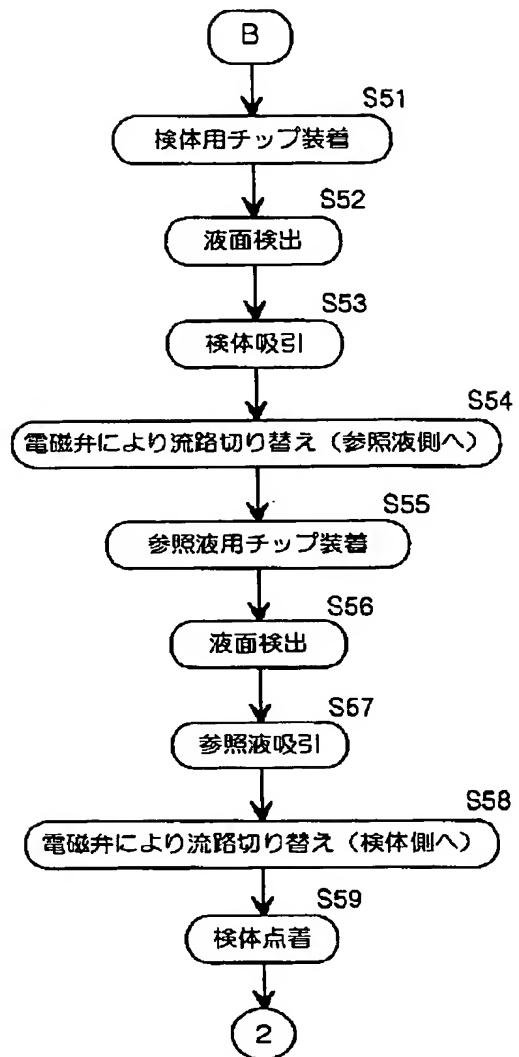 B
S51
検体用チップ装着
S52
液面検出
S53
検体吸引
S54
電磁弁により流路切り替え（参照液側へ）
S55
参照液用チップ装着
S56
液面検出
S57
参照液吸引
S58
電磁弁により流路切り替え（検体側へ）
S59
検体点着
2